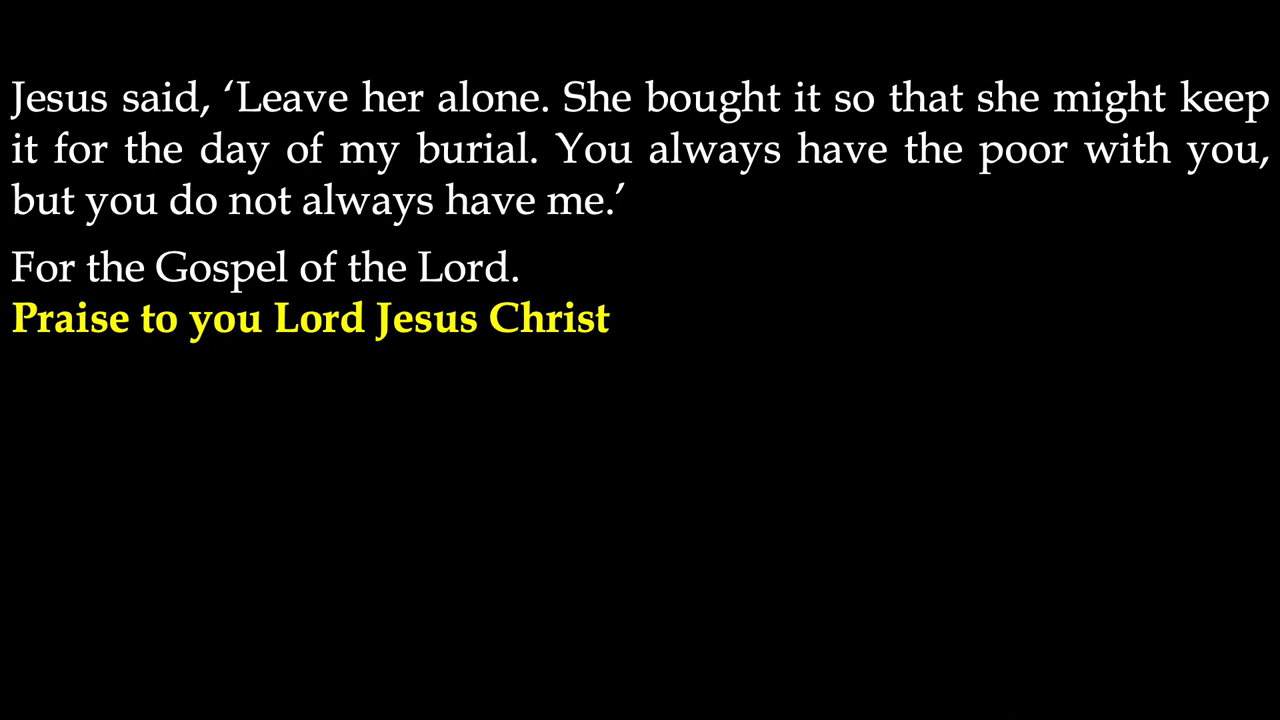 Jesus said, ‘Leave her alone. She bought it so that she might keep
it for the day of my burial. You always have the poor with you,
but you do not always have me.’
For the Gospel of the Lord.
Praise to you Lord Jesus Christ